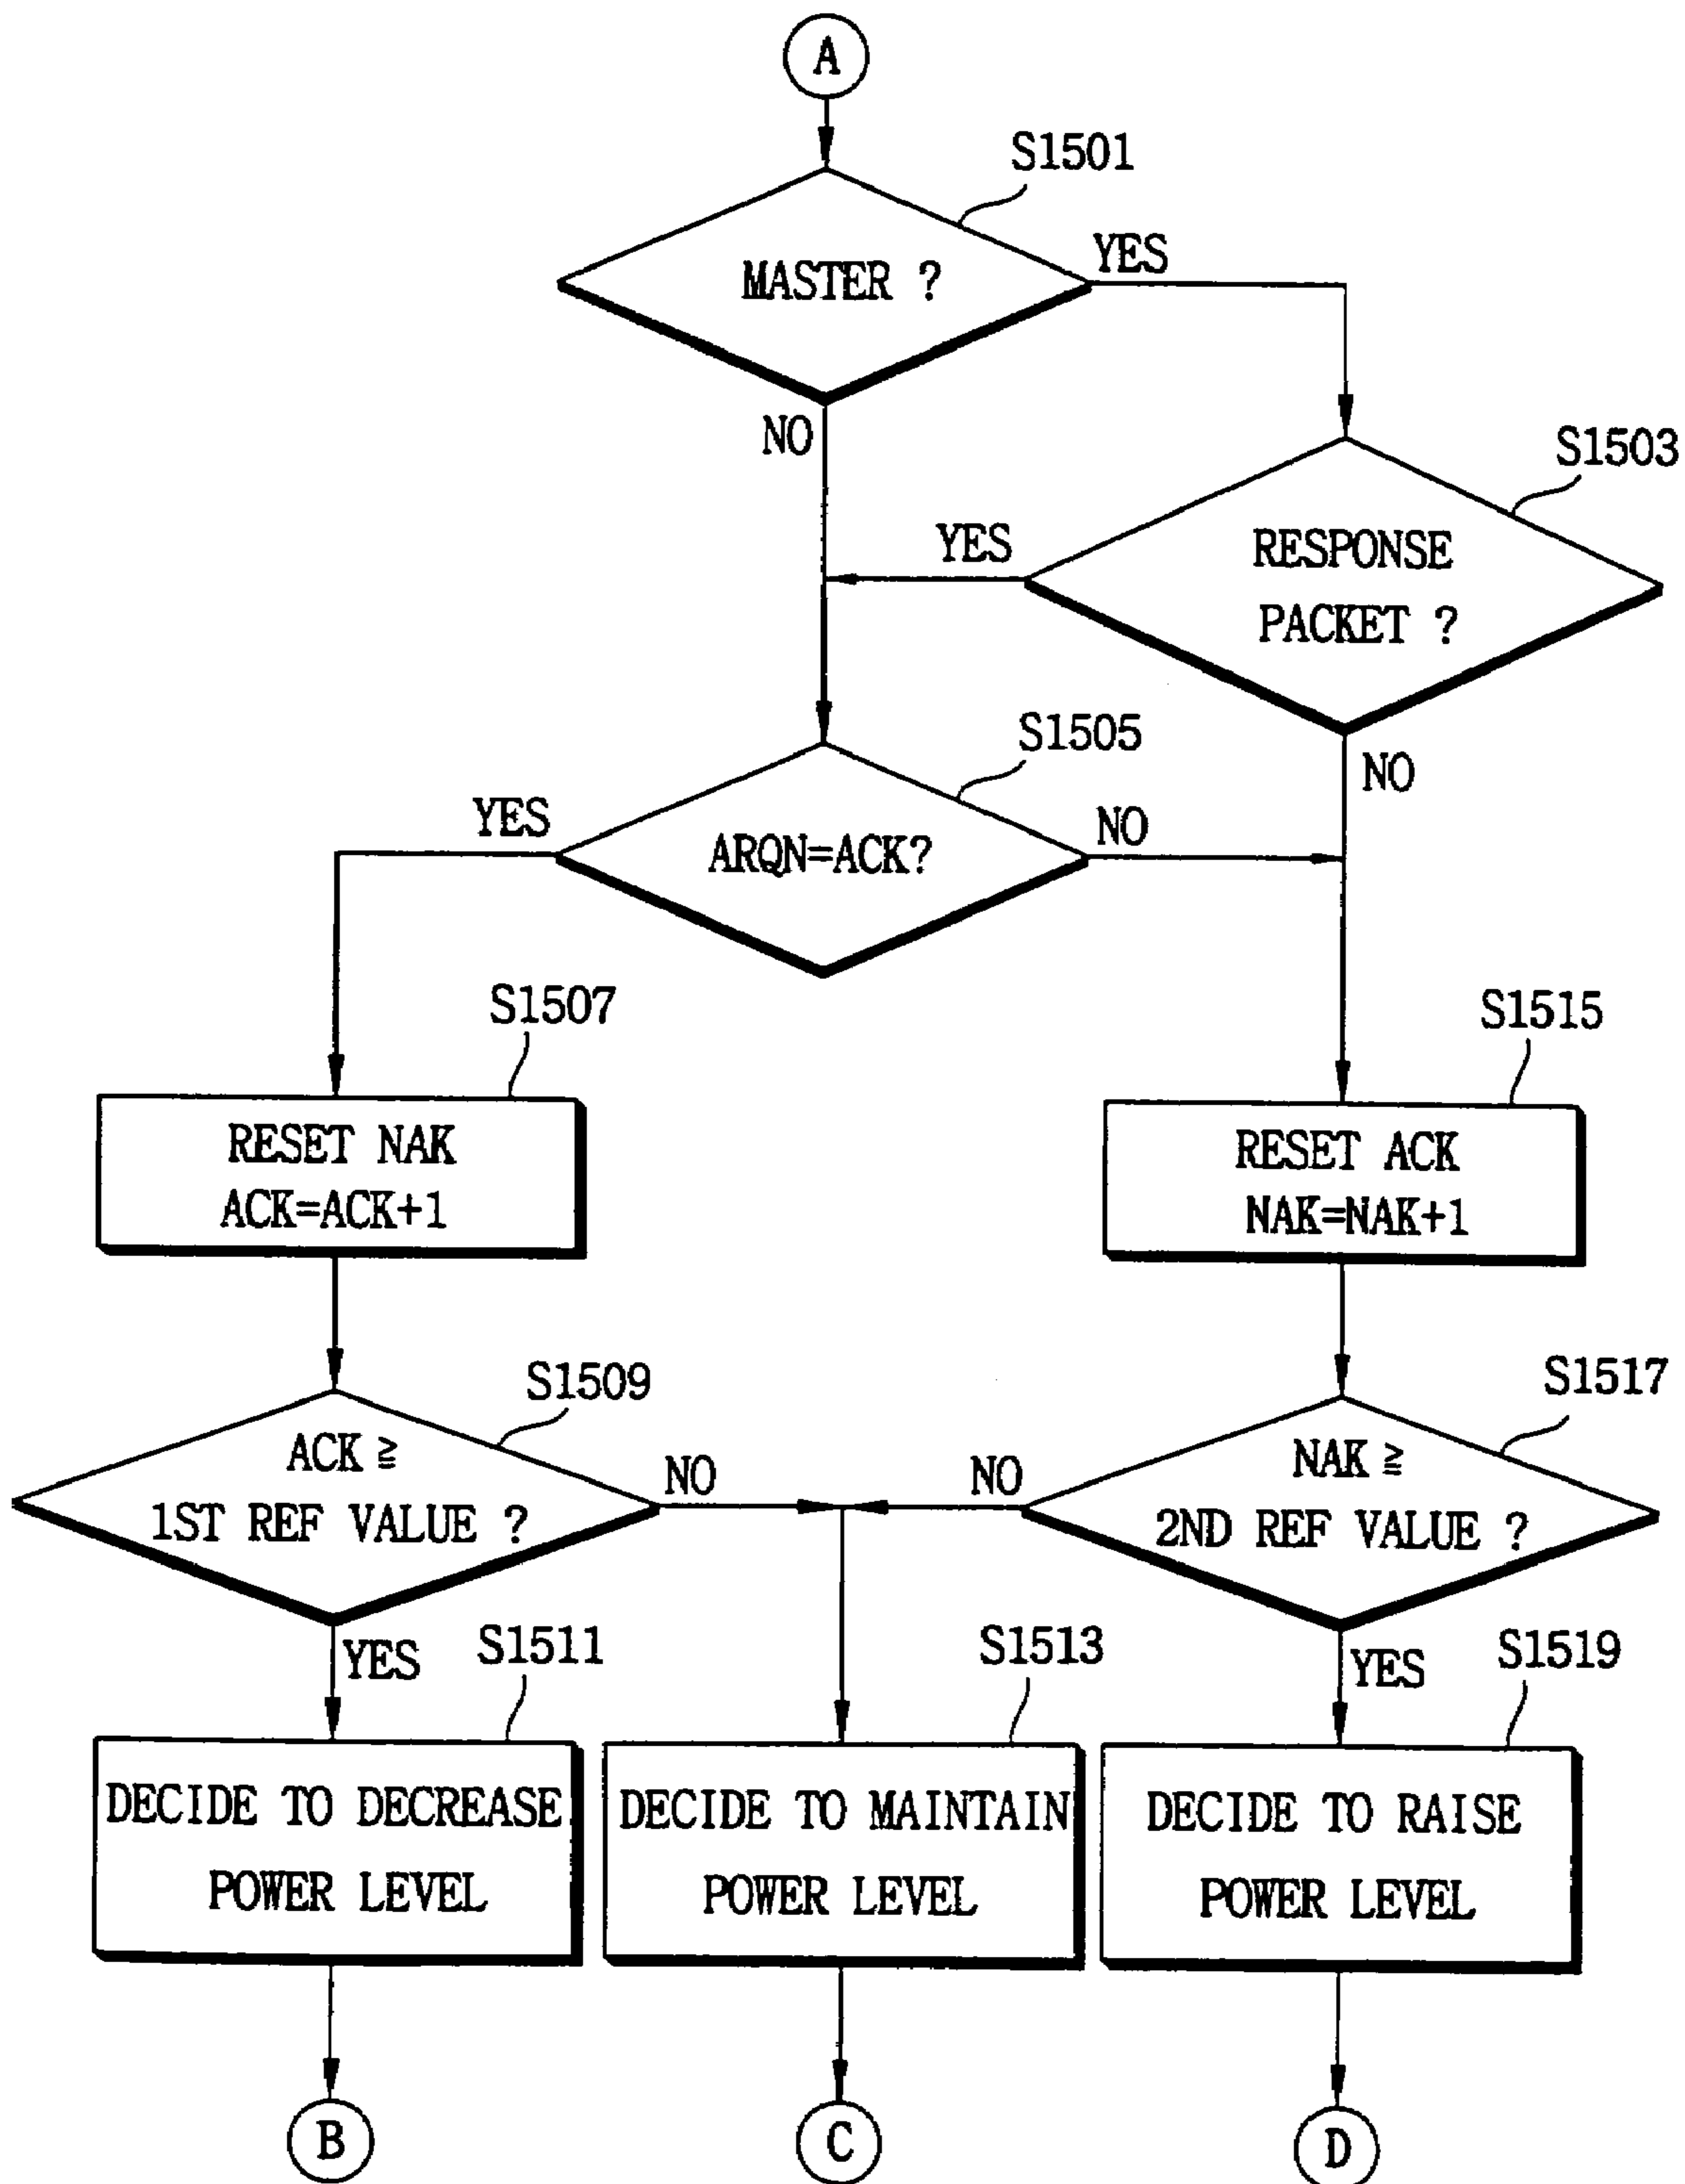 A
S1501
MASTER ?
YES
NO
S1503
RESPONSE
PACKET ?
YES
NO
S1505
ARQN=ACK?
YES
NO
S1507
RESET NAK
ACK=ACK+1
S1515
RESET ACK
NAK=NAK+1
S1509
ACK ≧
1ST REF VALUE ?
NO
YES
S1517
NAK ≧
2ND REF VALUE ?
NO
YES
S1511
DECIDE TO DECREASE
POWER LEVEL
S1513
DECIDE TO MAINTAIN
POWER LEVEL
S1519
DECIDE TO RAISE
POWER LEVEL
B
C
D